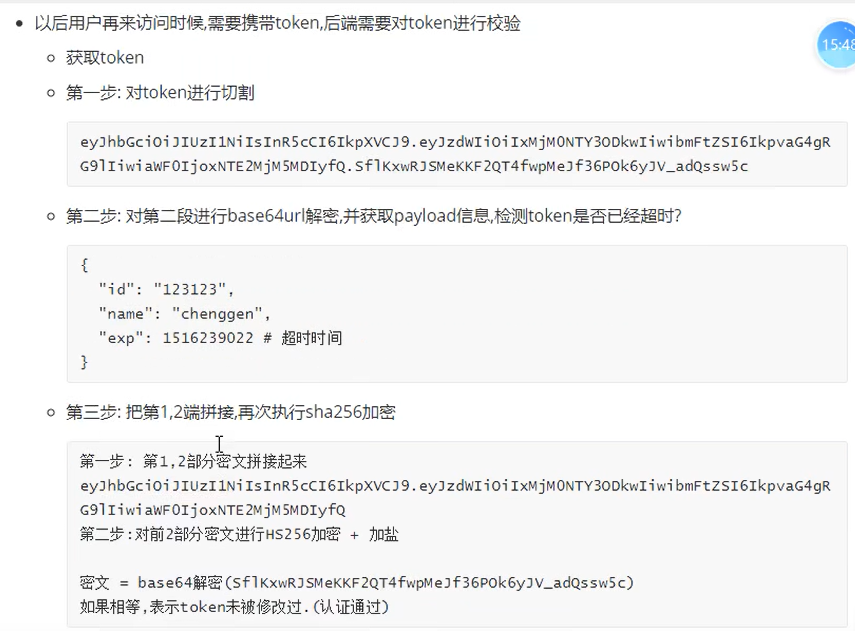 以后用户再来访问时候,需要携带token,后端需要对token进行校验
15:48
获取token
第一步: 对token进行切割
eyJhbGciOiJIUzI1NiIsInR5cCI6IkpXVCJ9.eyJzdWIiOiIxMjM0NTY3ODkwIiwibmFtZSI6IkpvaG4gR
G9lIiwiaWF0IjoxNTE2MjM5MDIyfQ.SflKxwRJSMeKKF2QT4fwpMeJf36POk6yJV_adQssw5c
第二步: 对第二段进行base64url解密,并获取payload信息,检测token是否已经超时?
{
"id": "123123",
"name": "chenggen",
"exp": 1516239022 # 超时时间
}
第三步: 把第1,2端拼接,再次执行sha256加密
第一步: 第1,2部分密文拼接起来
eyJhbGciOiJIUzI1NiIsInR5cCI6IkpXVCJ9.eyJzdWIiOiIxMjM0NTY3ODkwIiwibmFtZSI6IkpvaG4gR
G9lIiwiaWF0IjoxNTE2MjM5MDIyfQ
第二步:对前2部分密文进行HS256加密 + 加盐
密文 = base64解密(SflKxwRJSMeKKF2QT4fwpMeJf36POk6yJV_adQssw5c)
如果相等,表示token未被修改过.(认证通过)